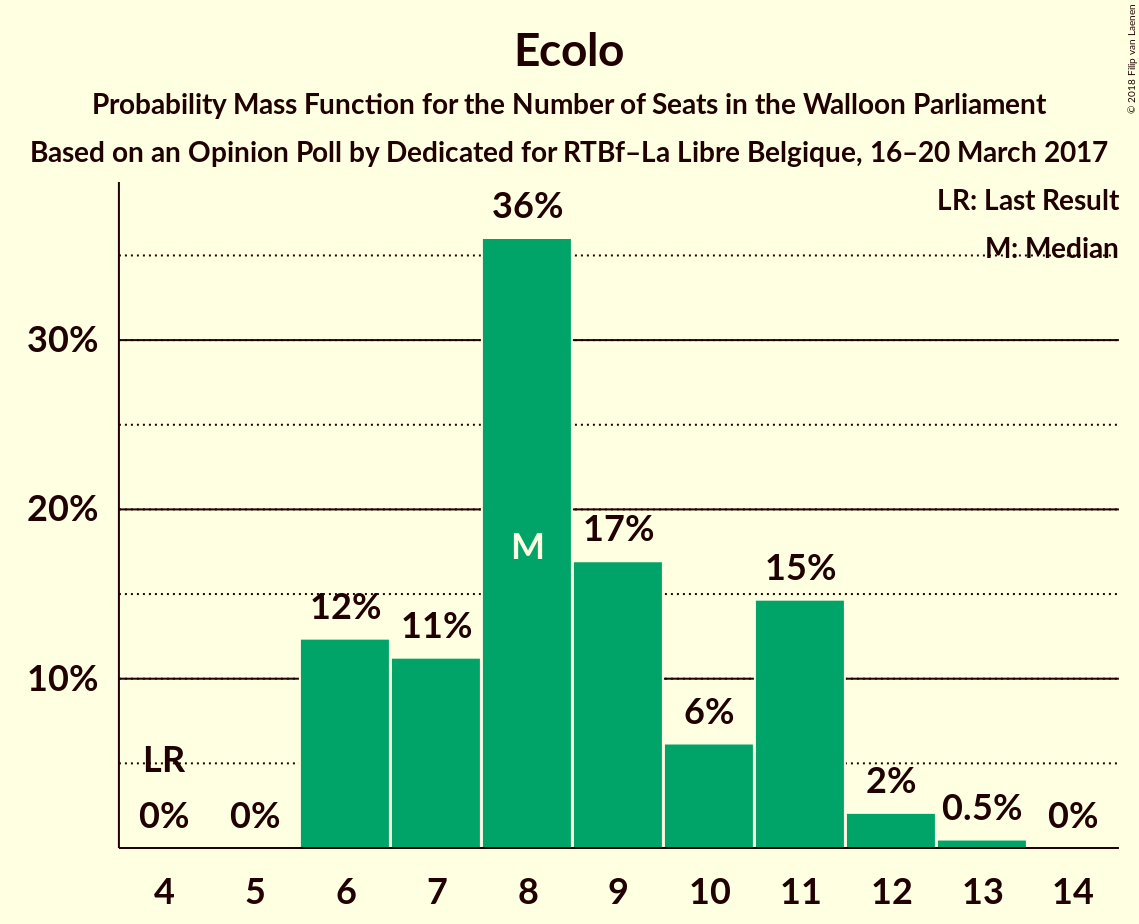 Ecolo
Probability Mass Function for the Number of Seats in the Walloon Parliament
Based on an Opinion Poll by Dedicated for RTBf–La Libre Belgique, 16–20 March 2017
© 2018 Filip van Laenen
LR: Last Result
M: Median
36%
30%
20%
17%
M
15%
12%
11%
10%
6%
LR
2%
0.5%
0%
0%
0%
4 5 6 7 8 9 10 11 12 13 14